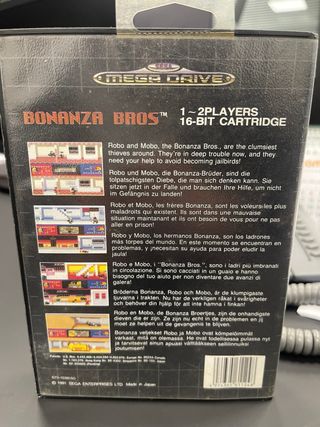 SEGA
MEGA DRIVE
BONANZA BROS™
1~2PLAYERS
16-BIT CARTRIDGE
Robo and Mobo, the Bonanza Bros., are the clumsiest
thieves around. They're in deep trouble now, and they
need your help to avoid becoming jailbirds!
Robo und Mobo, die Bonanza-Brüder, sind die
tolpatschigsten Diebe, die man sich denken kann. Sie
sitzen jetzt in der Falle und brauchen Ihre Hilfe, um nicht
im Gefängnis zu landen!
Robo et Mobo, les frères Bonanza, sont les voleurs les plus
maladroits qui existent. Ils sont dans une mauvaise
situation maintenant et ils ont besoin de vous pour ne pas
aller en prison!
Robo y Mobo, los hermanos Bonanza, son los ladrones
más torpes del mundo. En este momento se encuentran en
problemas, y ¡necesitan su ayuda para poder eludir la
jaula!
Robo e Mobo, i "Bonanza Bros.", sono i ladri più imbranati
in circolazione. Si sono cacciati in un guaio e hanno
bisogno del tuo aiuto per non diventare due avanzi di
galera!
Bröderna Bonanza, Robo och Mobo, är de klumpigaste
tjuvarna i trakten. Nu har de verkligen råkat i svårigheter
och behöver din hjälp för att inte hamna i finkan!
Robo en Mobo, de Bonanza Broertjes, zijn de onhandigste
dieven die er zijn. Ze zijn nu echt in de problemen en jij
moet ze helpen uit de gevangenis te blijven.
Bonanza veljekset Robo ja Mobo ovat kömpelöimmät
varkaat, mitä on olemassa. He ovat todellisessa pulassa nyt
ja tarvitsevat sinun apuasi välttääkseen sellireissun!
© 1991 SEGA ENTERPRISES LTD. Made in Japan